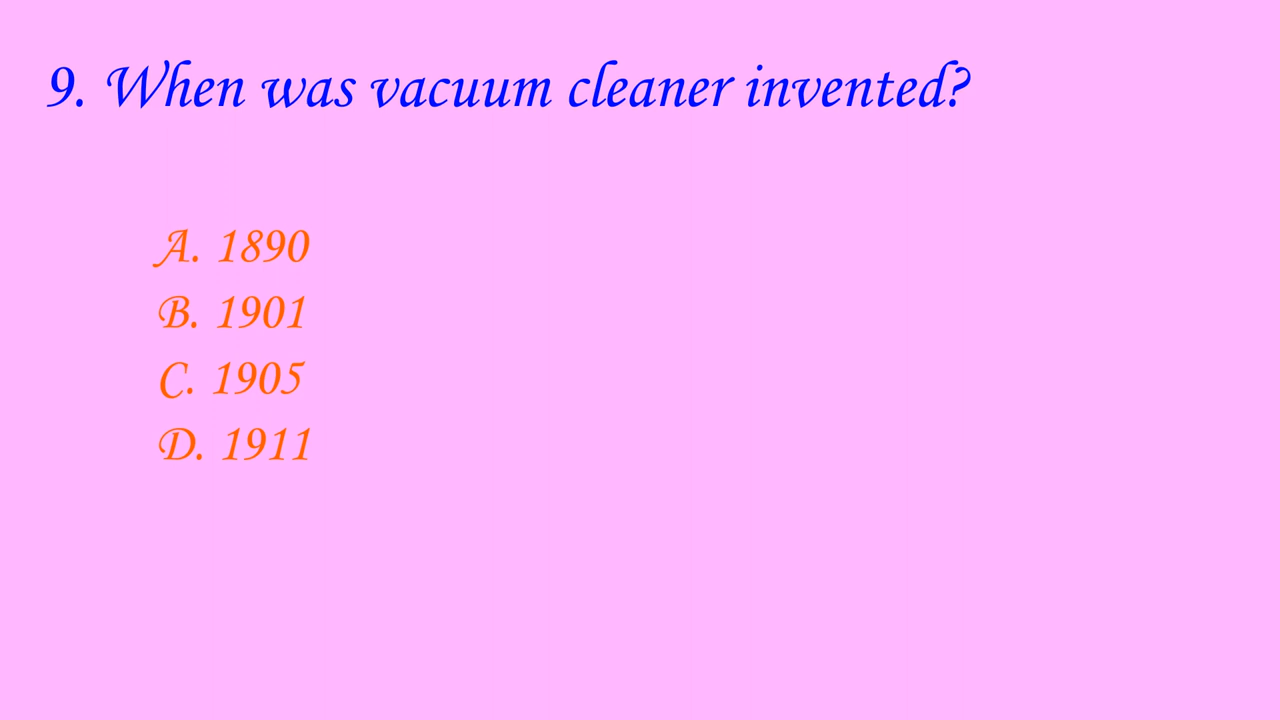 9. When was vacuum cleaner invented?
A. 1890
B. 1901
C. 1905
D. 1911